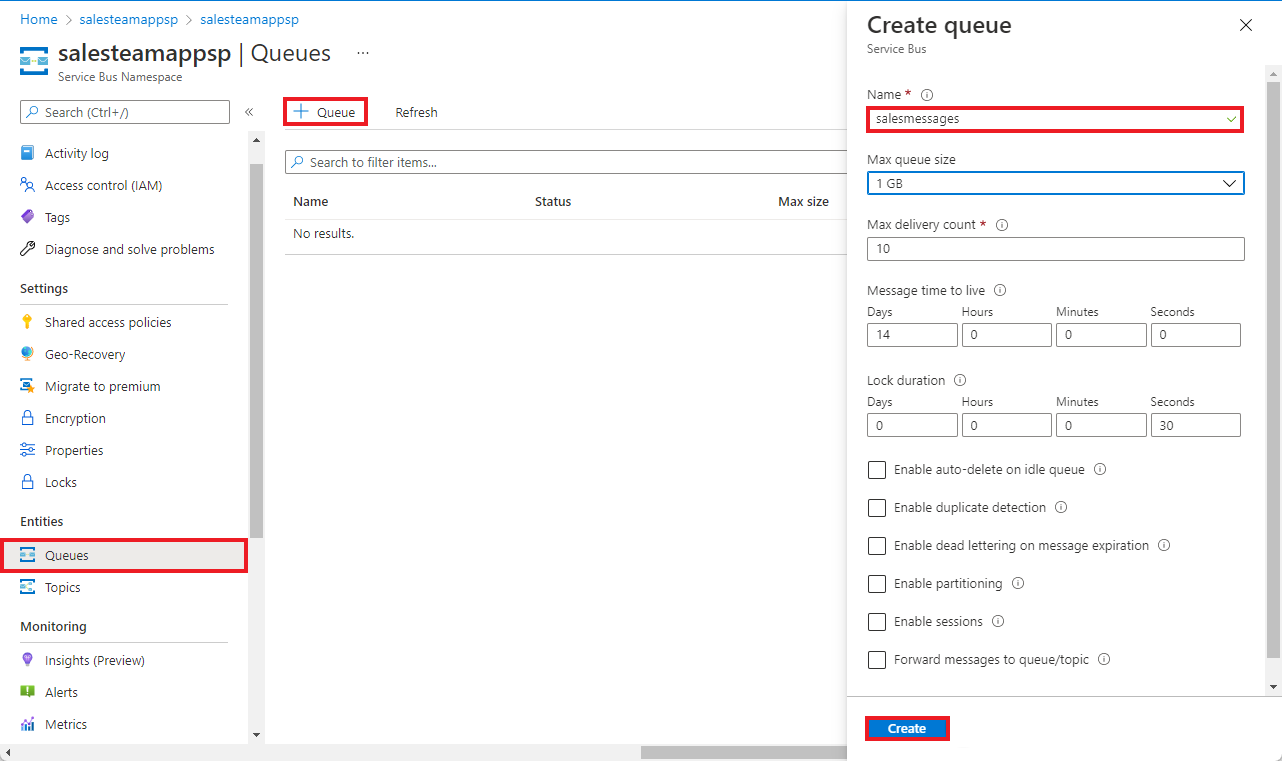 Home > salesteamappsp > salesteamappsp
salesteamappsp | Queues ...
Service Bus Namespace
Search (Ctrl+/) «
Activity log
Access control (IAM)
Tags
Diagnose and solve problems
Settings
Shared access policies
Geo-Recovery
Migrate to premium
Encryption
Properties
Locks
Entities
Queues
Topics
Monitoring
Insights (Preview)
Alerts
Metrics
+ Queue Refresh
Search to filter items...
Name Status Max size
No results.
Create queue
Service Bus
Name *
salesmessages
Max queue size
1 GB
Max delivery count *
10
Message time to live
Days Hours Minutes Seconds
14 0 0 0
Lock duration
Days Hours Minutes Seconds
0 0 0 30
Enable auto-delete on idle queue
Enable duplicate detection
Enable dead lettering on message expiration
Enable partitioning
Enable sessions
Forward messages to queue/topic
Create